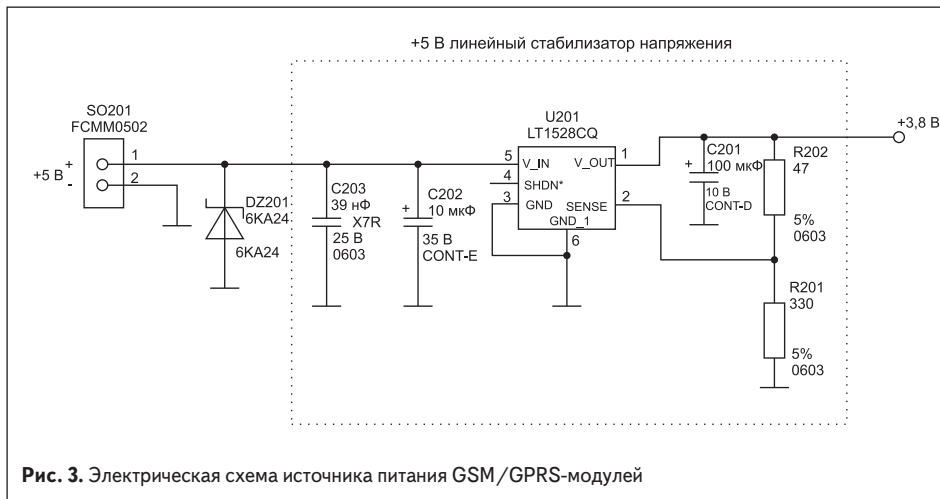 +5 В линейный стабилизатор напряжения
SO201
FCMM0502
+5 В
+
-
1
2
DZ201
6KA24
6KA24
C203
39 нФ
X7R
25 В
0603
C202
+
10 мкФ
35 В
CONT-E
U201
LT1528CQ
5
V_IN
V_OUT
1
4
SHDN*
3
GND
SENSE
2
GND_1
6
C201
+
100 мкФ
10 В
CONT-D
R202
47
5%
0603
+3,8 В
R201
330
5%
0603
Рис. 3. Электрическая схема источника питания GSM/GPRS-модулей